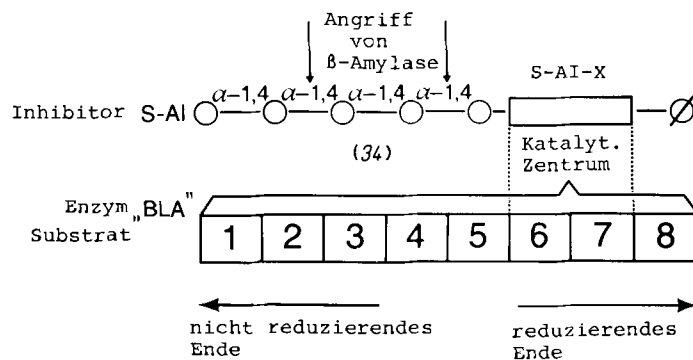 Angriff
von
ß-Amylase
S-AI-X
α-1,4 α-1,4 α-1,4 α-1,4
Inhibitor S-AI
(34)
Katalyt.
Zentrum
Enzym „BLA"
Substrat
1 2 3 4 5 6 7 8
nicht reduzierendes
Ende
reduzierendes
Ende